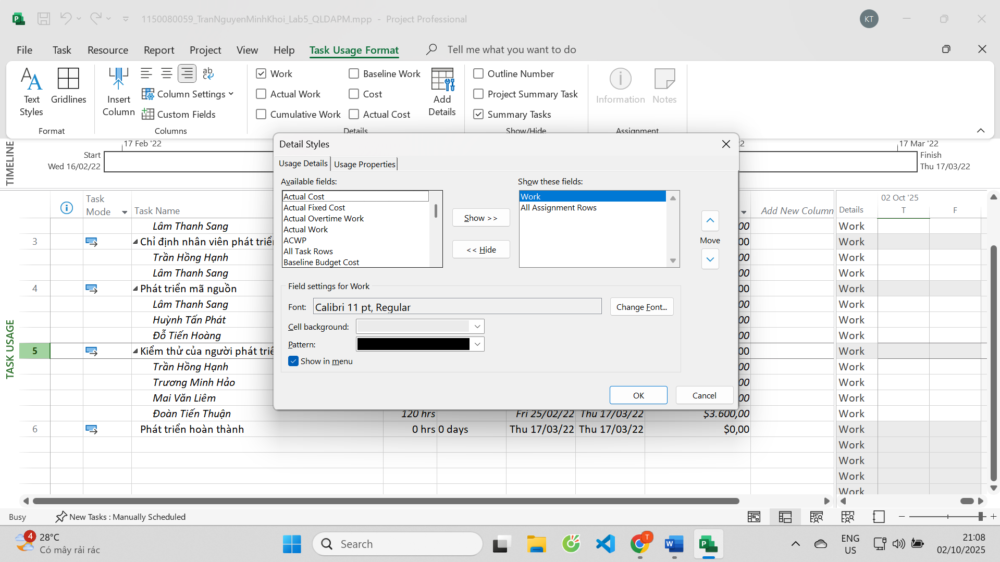 1150080059_TranNguyenMinhKhoi_Lab5_QLDAPM.mpp - Project Professional
KT
File Task Resource Report Project View Help Task Usage Format Tell me what you want to do
Text Styles
Gridlines
Format
Insert Column
Column Settings
Custom Fields
Columns
Work
Actual Work
Cumulative Work
Baseline Work
Cost
Actual Cost
Add Details
Details
Outline Number
Project Summary Task
Summary Tasks
Show/Hide
Information
Notes
Assignment
TIMELINE
17 Feb '22
17 Mar '22
Start
Wed 16/02/22
Finish
Thu 17/03/22
Detail Styles
Usage Details
Usage Properties
Available fields:
Actual Cost
Actual Fixed Cost
Actual Overtime Work
Actual Work
ACWP
All Task Rows
Baseline Budget Cost
Show >>
<< Hide
Show these fields:
Work
All Assignment Rows
Move
Field settings for Work
Font: Calibri 11 pt, Regular
Change Font...
Cell background:
Pattern:
Show in menu
OK
Cancel
TASK USAGE
Task Mode
Task Name
Add New Column
Details
02 Oct '25
T F
Lâm Thanh Sang 00 Work
3 Chỉ định nhân viên phát triển 00 Work
Trần Hồng Hạnh 00 Work
Lâm Thanh Sang 00 Work
4 Phát triển mã nguồn 00 Work
Lâm Thanh Sang 00 Work
Huỳnh Tấn Phát 00 Work
Đỗ Tiến Hoàng 00 Work
5 Kiểm thử của người phát triể 00 Work
Trần Hồng Hạnh 00 Work
Trương Minh Hảo 00 Work
Mai Văn Liêm 00 Work
Đoàn Tiến Thuận 120 hrs Fri 25/02/22 Thu 17/03/22 $3.600,00 Work
6 Phát triển hoàn thành 0 hrs 0 days Thu 17/03/22 Thu 17/03/22 $0,00 Work
Work
Work
Work
Work
Busy
New Tasks : Manually Scheduled
4
28°C
Có mây rải rác
Search
T
ENG
US
21:08
02/10/2025